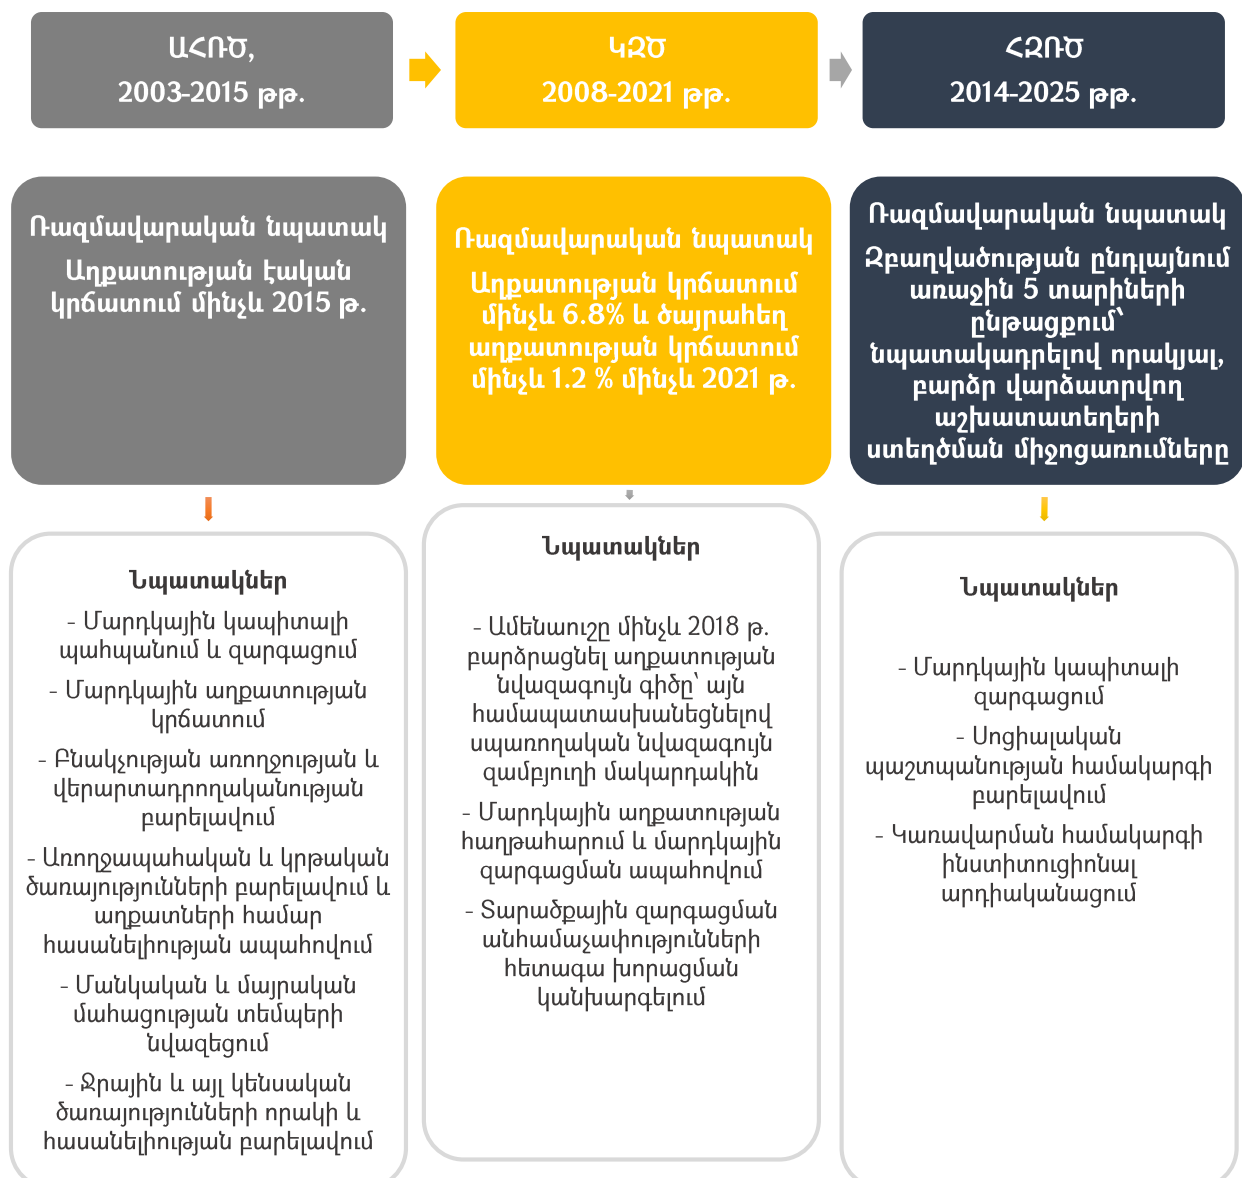 ԱՀՌԾ,
2003-2015 թթ.
ԿԶԾ
2008-2021 թթ.
ՀԶՌԾ
2014-2025 թթ.
Ռազմավարական նպատակ
Աղքատության էական
կրճատում մինչև 2015 թ.
Ռազմավարական նպատակ
Աղքատության կրճատում
մինչև 6.8% և ծայրահեղ
աղքատության կրճատում
մինչև 1.2 % մինչև 2021 թ.
Ռազմավարական նպատակ
Զբաղվածության ընդլայնում
առաջին 5 տարիների
ընթացքում՝
նպատակադրելով որակյալ,
բարձր վարձատրվող
աշխատատեղերի
ստեղծման միջոցառումները
Նպատակներ
- Մարդկային կապիտալի
պահպանում և զարգացում
- Մարդկային աղքատության
կրճատում
- Բնակչության առողջության և
վերարտադրողականության
բարելավում
- Առողջապահական և կրթական
ծառայությունների բարելավում և
աղքատների համար
հասանելիության ապահովում
- Մանկական և մայրական
մահացության տեմպերի
նվազեցում
- Ջրային և այլ կենսական
ծառայությունների որակի և
հասանելիության բարելավում
Նպատակներ
- Ամենաուշը մինչև 2018 թ.
բարձրացնել աղքատության
նվազագույն գիծը՝ այն
համապատասխանեցնելով
սպառողական նվազագույն
զամբյուղի մակարդակին
- Մարդկային աղքատության
հաղթահարում և մարդկային
զարգացման ապահովում
- Տարածքային զարգացման
անհամաչափությունների
հետագա խորացման
կանխարգելում
Նպատակներ
- Մարդկային կապիտալի
զարգացում
- Սոցիալական
պաշտպանության համակարգի
բարելավում
- Կառավարման համակարգի
ինստիտուցիոնալ
արդիականացում